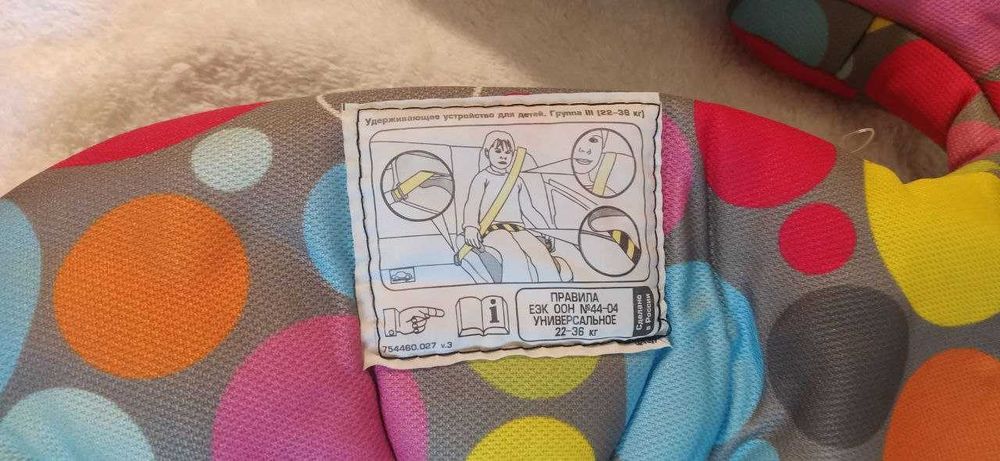 Удерживающее устройство для детей. Группа III (22-36 кг)
i
ПРАВИЛА
ЕЭК ООН №44-04
УНИВЕРСАЛЬНОЕ
22-36 кг
Сделано
в России
754460.027 v.3